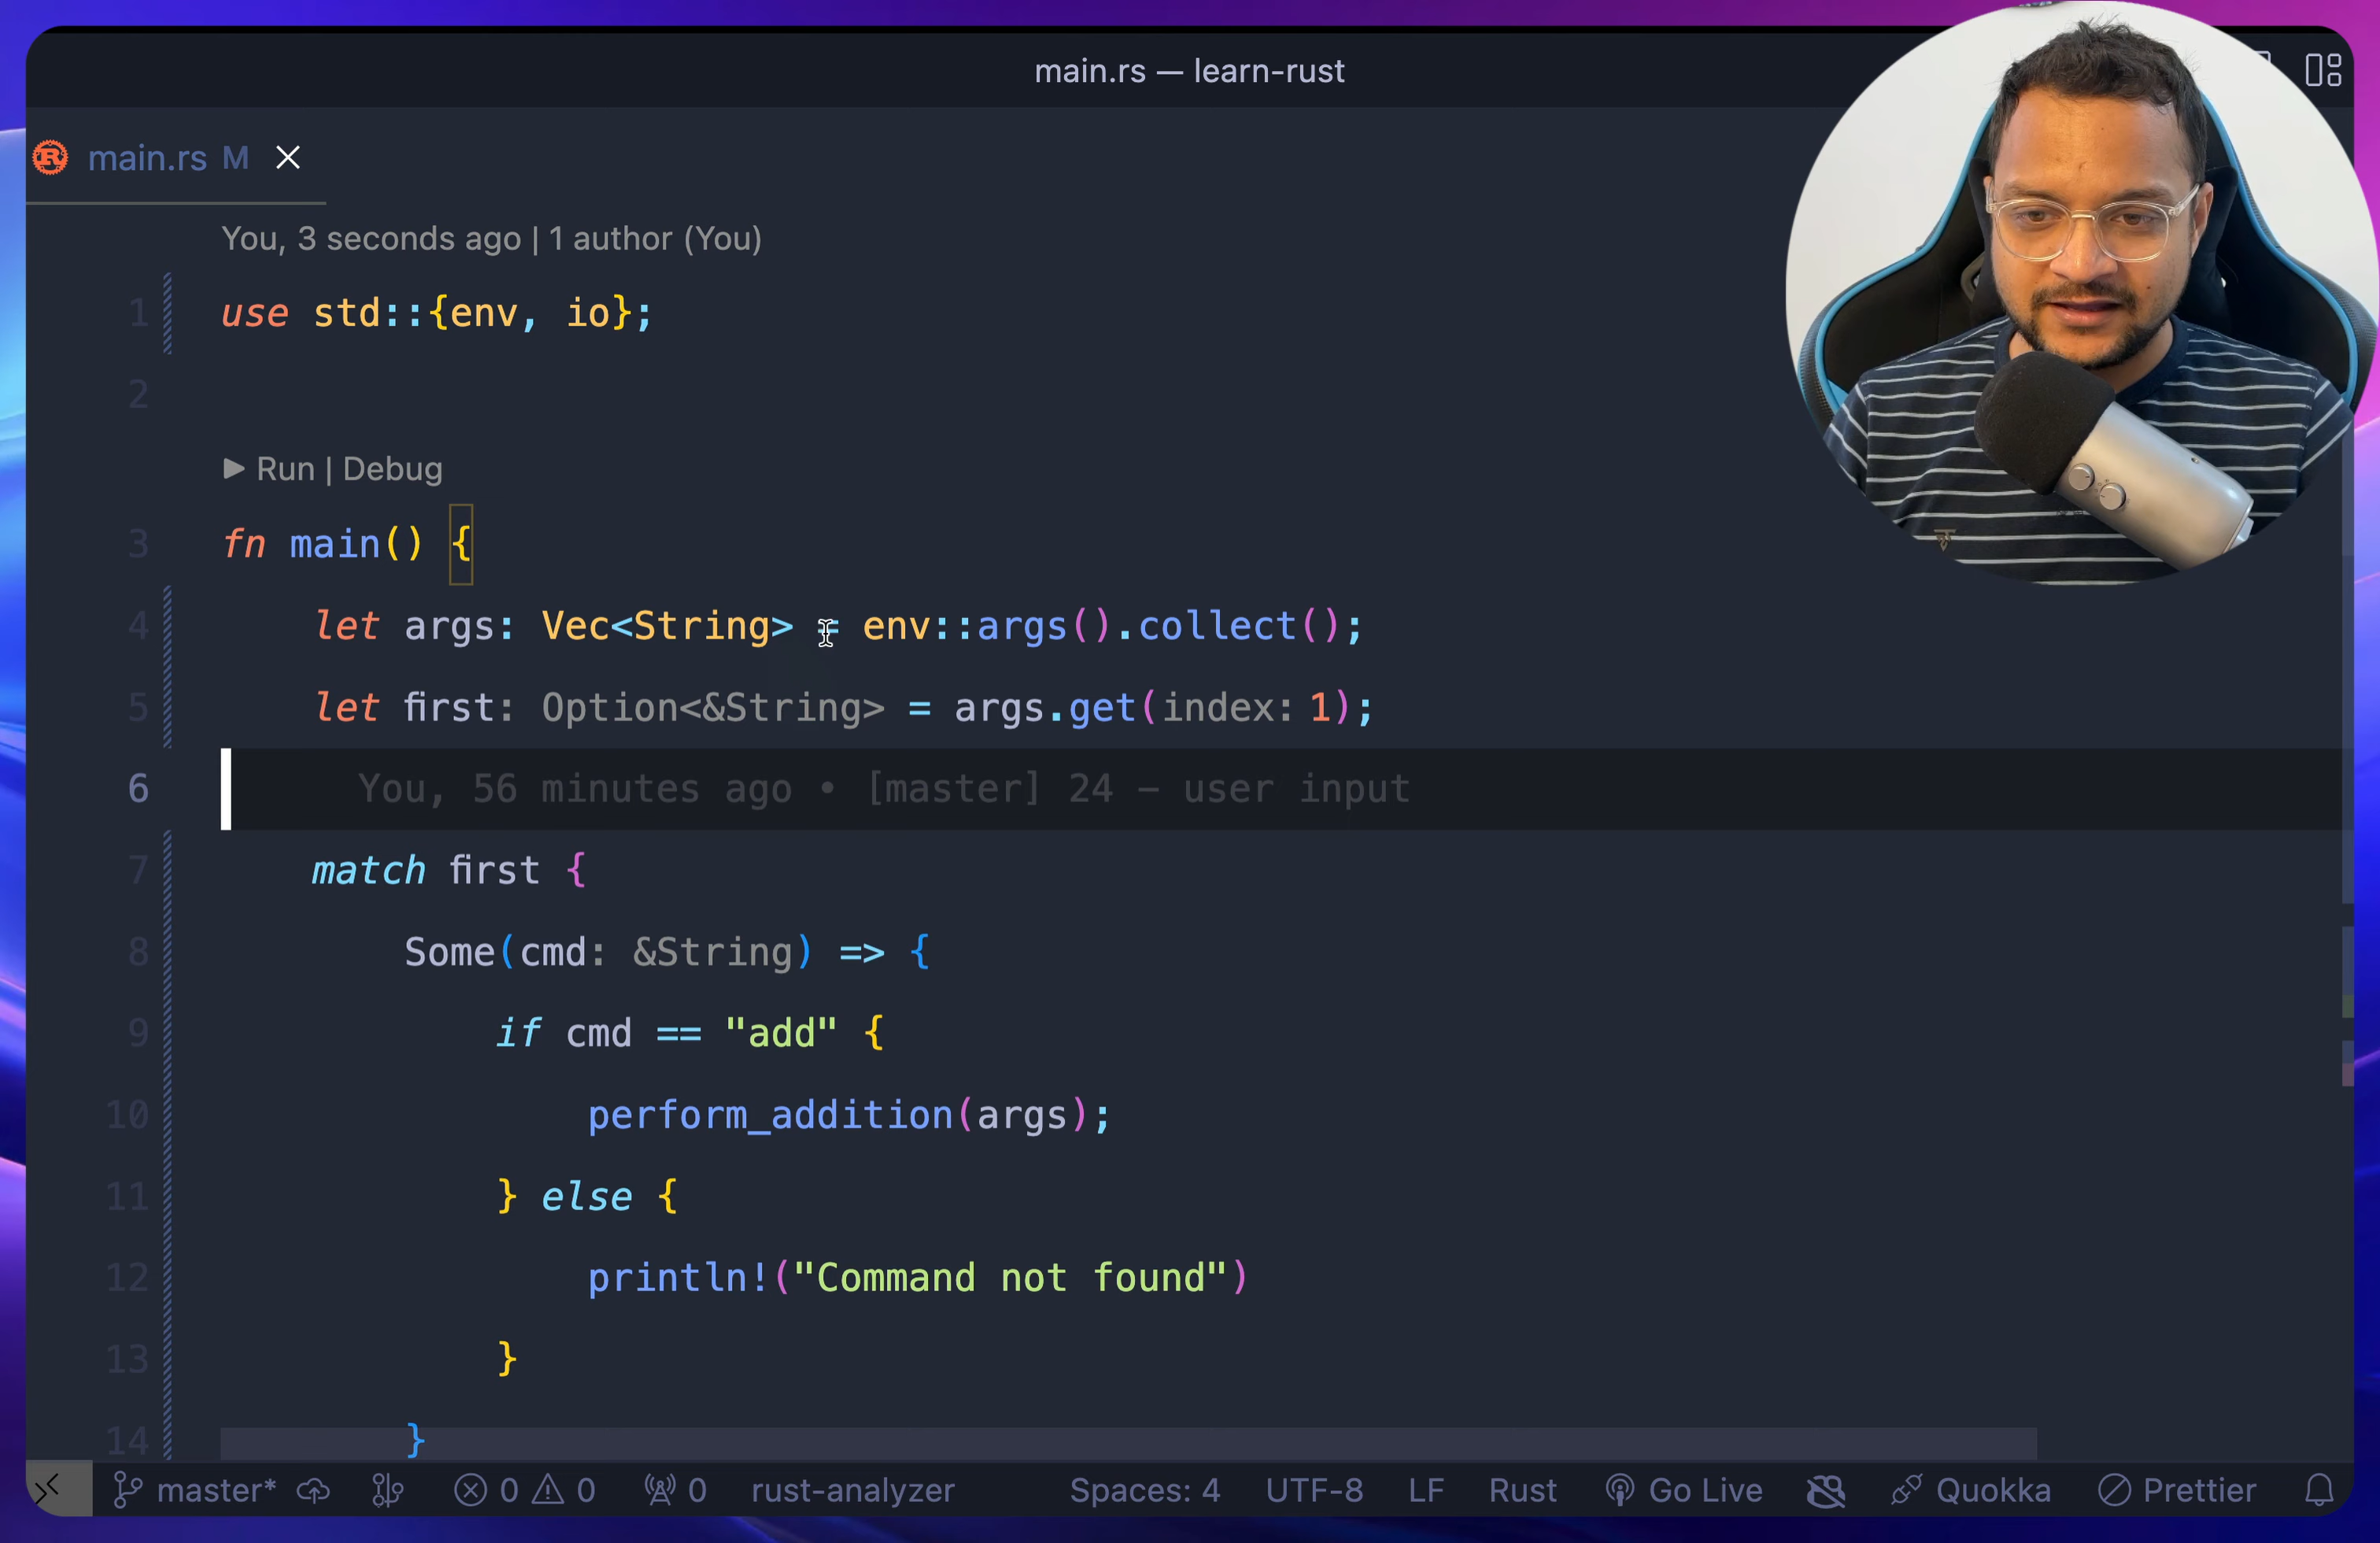 main.rs — learn-rust
main.rs M
You, 3 seconds ago | 1 author (You)
1 use std::{env, io};
2
Run | Debug
3 fn main() {
4 let args: Vec<String> = env::args().collect();
5 let first: Option<&String> = args.get(index: 1);
6 You, 56 minutes ago • [master] 24 – user input
7 match first {
8 Some(cmd: &String) => {
9 if cmd == "add" {
10 perform_addition(args);
11 } else {
12 println!("Command not found")
13 }
14 }
master* 0 0 0 rust-analyzer Spaces: 4 UTF-8 LF Rust Go Live Quokka Prettier